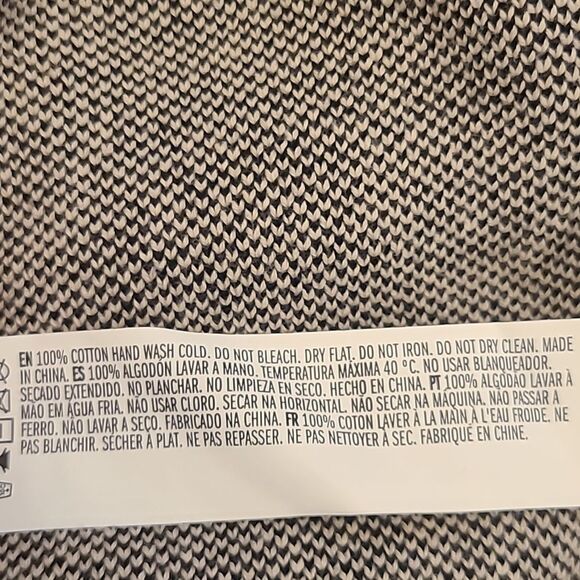 EN 100% COTTON HAND WASH COLD. DO NOT BLEACH. DRY FLAT. DO NOT IRON. DO NOT DRY CLEAN. MADE
IN CHINA. ES 100% ALGODÓN LAVAR A MANO. TEMPERATURA MÁXIMA 40 °C. NO USAR BLANQUEADOR.
SECADO EXTENDIDO. NO PLANCHAR. NO LIMPIEZA EN SECO. HECHO EN CHINA. PT 100% ALGODÃO LAVAR À
MÃO EM ÁGUA FRIA. NÃO USAR CLORO. SECAR NA HORIZONTAL. NÃO SECAR NA MÁQUINA. NÃO PASSAR A
FERRO. NÃO LAVAR A SECO. FABRICADO NA CHINA. FR 100% COTON LAVER À LA MAIN À L'EAU FROIDE. NE
PAS BLANCHIR. SÉCHER À PLAT. NE PAS REPASSER. NE PAS NETTOYER À SEC. FABRIQUÉ EN CHINE.